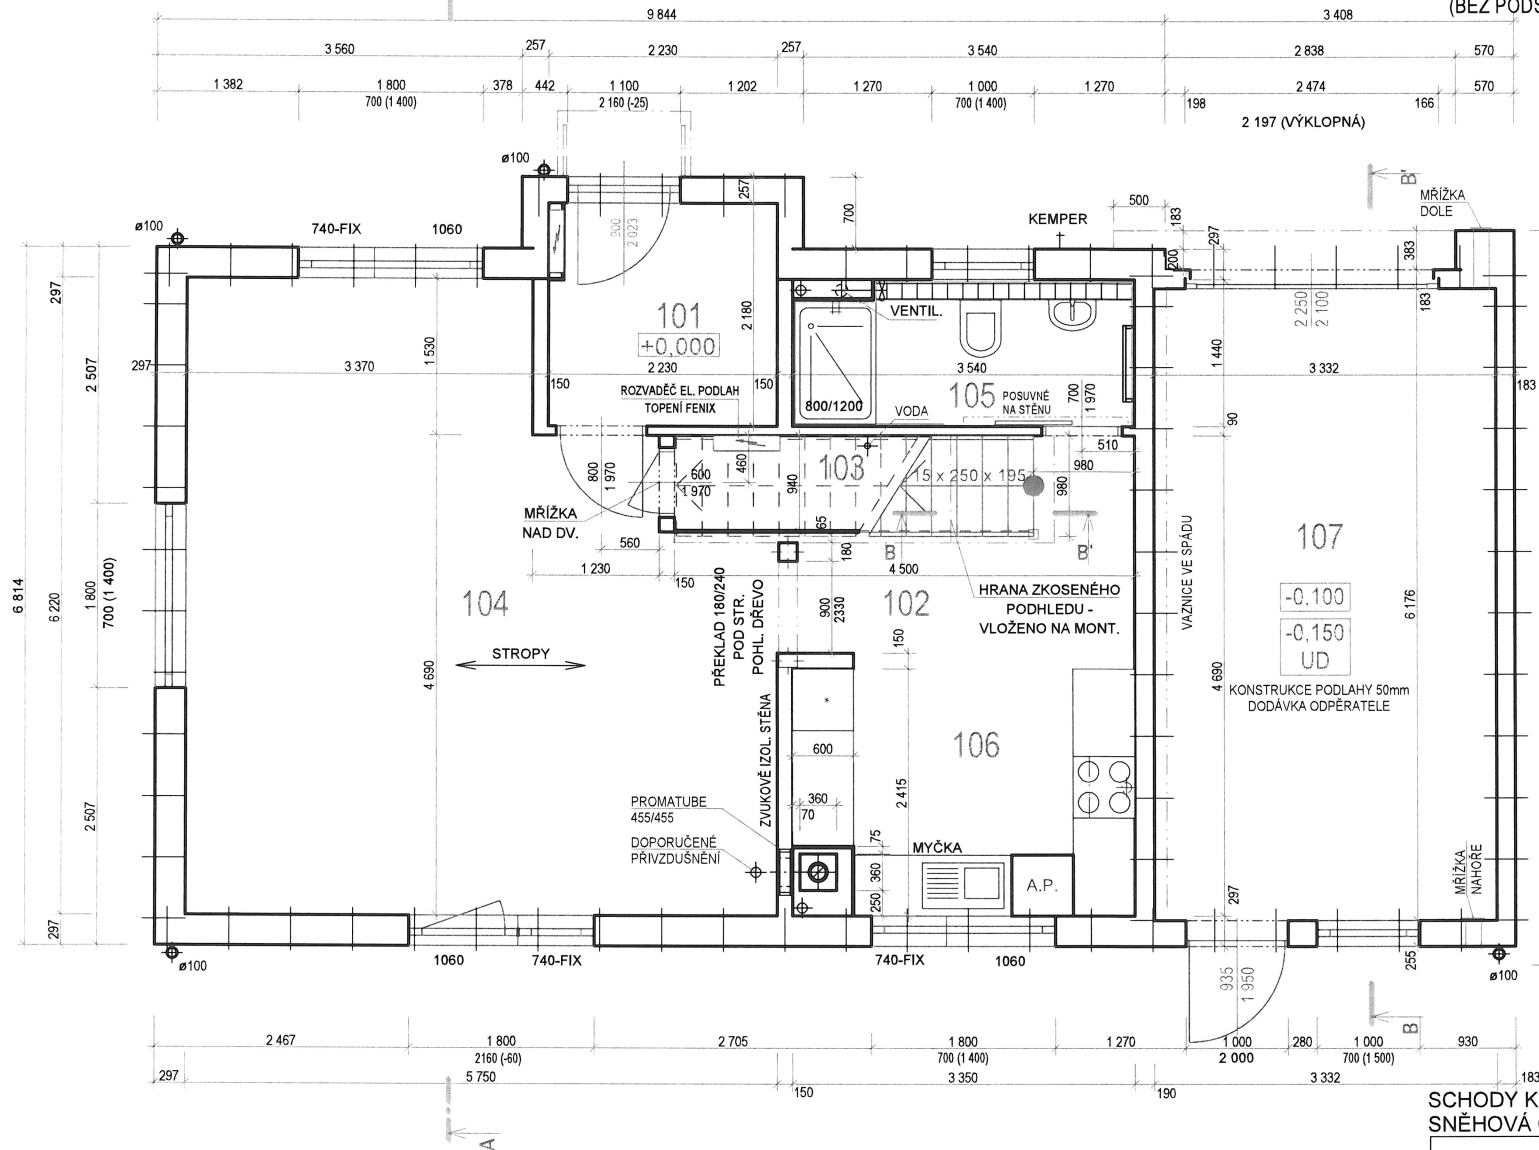 (BEZ PODS
9 844
3 408
3 560
257
2 230
257
3 540
2 838
570
1 382
1 800
378
442
1 100
1 202
1 270
1 000
1 270
2 474
570
700 (1 400)
2 160 (-25)
700 (1 400)
198
166
2 197 (VÝKLOPNÁ)
ø100
B'
257
500
MŘÍŽKA
DOLE
ø100
740-FIX
1060
300
2 023
700
KEMPER
183
297
200
383
297
VENTIL.
2 250
2 100
183
101
+0,000
2 180
1 530
1 440
2 507
297
3 370
2 230
3 540
3 332
183
150
150
ROZVADĚČ EL. PODLAH
TOPENÍ FENIX
800/1200
105
POSUVNÉ
NA STĚNU
700
1 970
VODA
90
510
800
1 970
600
1 970
460
940
103
15 x 250 x 195
980
980
MŘÍŽKA
NAD DV.
65
560
180
B
B'
VAZNICE VE SPÁDU
107
1 230
150
4 500
6 814
6 220
1 800
700 (1 400)
104
PŘEKLAD 180/240
POD STR.
POHL. DŘEVO
900
2330
102
HRANA ZKOSENÉHO
PODHLEDU -
VLOŽENO NA MONT.
-0,100
6 176
-0,150
UD
150
STROPY
4 690
4 690
KONSTRUKCE PODLAHY 50mm
DODÁVKA ODPĚRATELE
*
ZVUKOVĚ IZOL. STĚNA
600
106
2 415
2 507
PROMATUBE
455/455
360
70
DOPORUČENÉ
PŘIVZDUŠNĚNÍ
75
MYČKA
360
A.P.
250
MŘÍŽKA
NAHOŘE
297
297
ø100
1060
740-FIX
740-FIX
1060
255
ø100
935
1 950
B
2 467
1 800
2 705
1 800
1 270
1 000
280
1 000
930
2160 (-60)
700 (1 400)
2 000
700 (1 500)
297
5 750
150
3 350
190
3 332
183
A
SCHODY K
SNĚHOVÁ